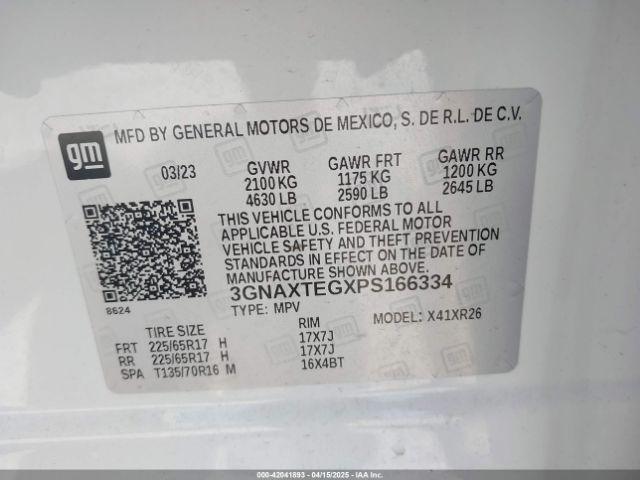 gm
MFD BY GENERAL MOTORS DE MEXICO, S. DE R.L. DE C.V.
03/23 GVWR GAWR FRT GAWR RR
2100 KG 1175 KG 1200 KG
4630 LB 2590 LB 2645 LB
THIS VEHICLE CONFORMS TO ALL
APPLICABLE U.S. FEDERAL MOTOR
VEHICLE SAFETY AND THEFT PREVENTION
STANDARDS IN EFFECT ON THE DATE OF
MANUFACTURE SHOWN ABOVE.
3GNAXTEGXPS166334
8624
TYPE: MPV MODEL: X41XR26
TIRE SIZE RIM
FRT 225/65R17 H 17X7J
RR 225/65R17 H 17X7J
SPA T135/70R16 M 16X4BT
000-42041893 - 04/15/2025 - IAAI.COM